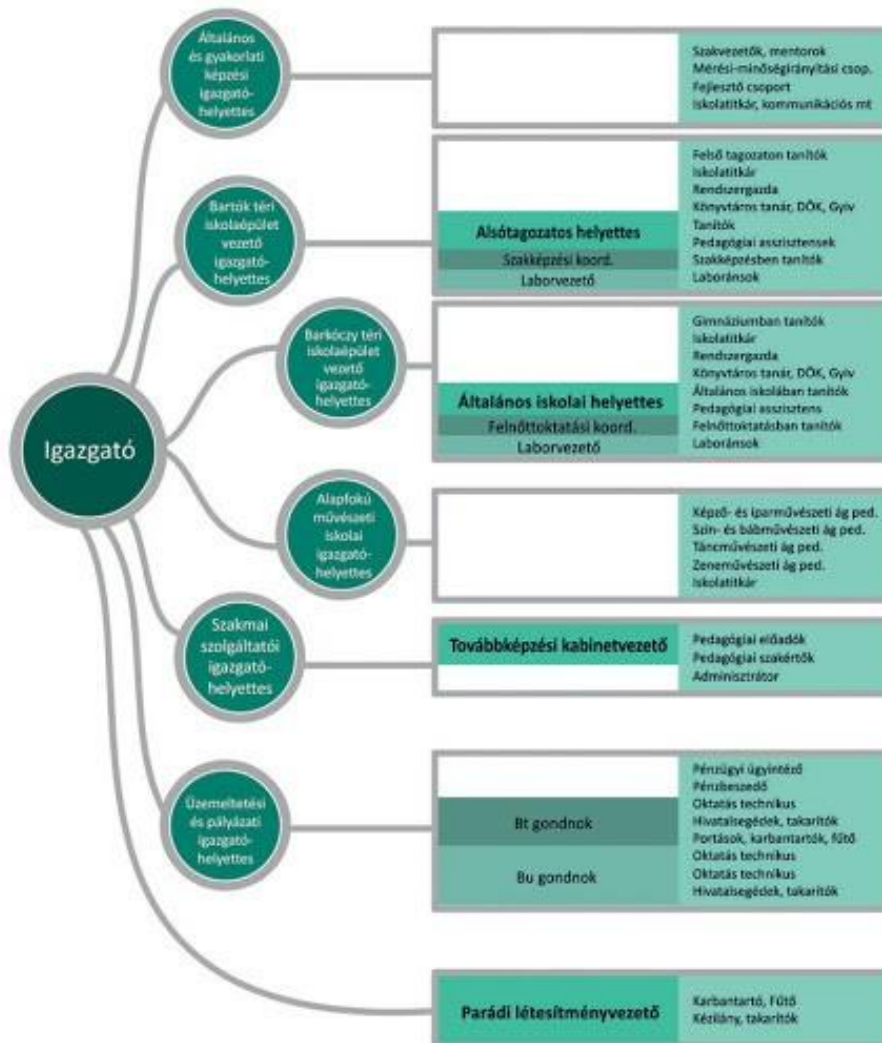 Általános
és gyakorlati
képzési
igazgató-
helyettes
Szakvezetők, mentorok
Mérési-minőségirányítási csop.
Fejlesztő csoport
Iskolatitkár, kommunikációs mt
Bartók téri
iskolaépület
vezető
igazgató-
helyettes
Alsótagozatos helyettes
Szakképzési koord.
Laborvezető
Felső tagozaton tanítók
Iskolatitkár
Rendszergazda
Könyvtáros tanár, DÖK, Gyiv
Tanítók
Pedagógiai asszisztensek
Szakképzésben tanítók
Laboránsok
Barkóczy téri
iskolaépület
vezető
igazgató-
helyettes
Általános iskolai helyettes
Felnőttoktatási koord.
Laborvezető
Gimnáziumban tanítók
Iskolatitkár
Rendszergazda
Könyvtáros tanár, DÖK, Gyiv
Általános iskolában tanítók
Pedagógiai asszisztens
Felnőttoktatásban tanítók
Laboránsok
Igazgató
Alapfokú
művészeti
iskolai
igazgató-
helyettes
Képző- és iparművészeti ág ped.
Szín- és bábművészeti ág ped.
Táncművészeti ág ped.
Zeneművészeti ág ped.
Iskolatitkár
Szakmai
szolgáltatói
igazgató-
helyettes
Továbbképzési kabinetvezető
Pedagógiai előadók
Pedagógiai szakértők
Adminisztrátor
Üzemeltetési
és pályázati
igazgató-
helyettes
Bt gondnok
Bu gondnok
Pénzügyi ügyintéző
Pénzbeszedő
Oktatás technikus
Hivatalsegédek, takarítók
Portások, karbantartók, fűtő
Oktatás technikus
Oktatás technikus
Hivatalsegédek, takarítók
Parádi létesítményvezető
Karbantartó, Fűtő
Kézilány, takarítók